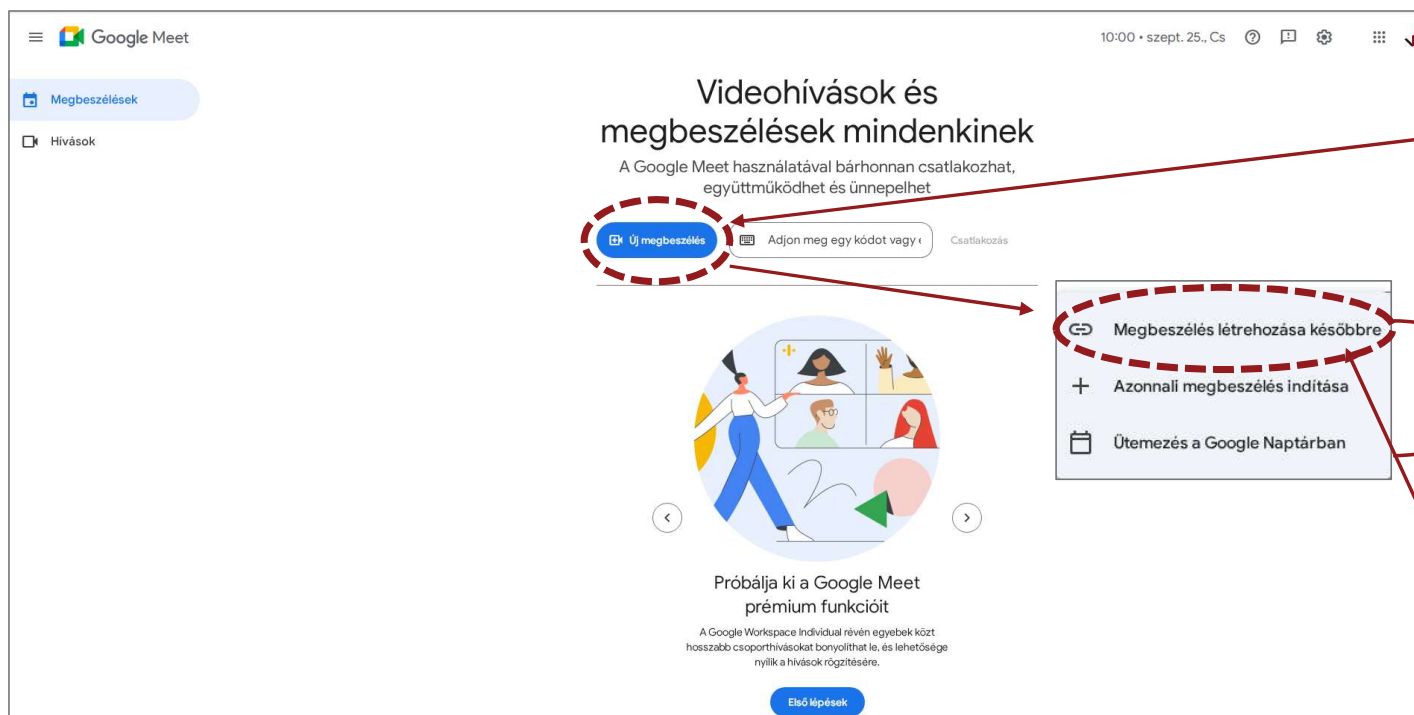 Google Meet
10:00 • szept. 25., Cs
Megbeszélések
Hívások
Videohívások és
megbeszélések mindenkinek
A Google Meet használatával bárhonnan csatlakozhat,
együttműködhet és ünnepelhet
Új megbeszélés
Adjon meg egy kódot vagy
Csatlakozás
Megbeszélés létrehozása későbbre
Azonnali megbeszélés indítása
Ütemezés a Google Naptárban
Próbálja ki a Google Meet
prémium funkcióit
A Google Workspace Individual révén egyebek közt
hosszabb csoporthívásokat bonyolíthat le, és lehetősége
nyílik a hívások rögzítésére.
Első lépések